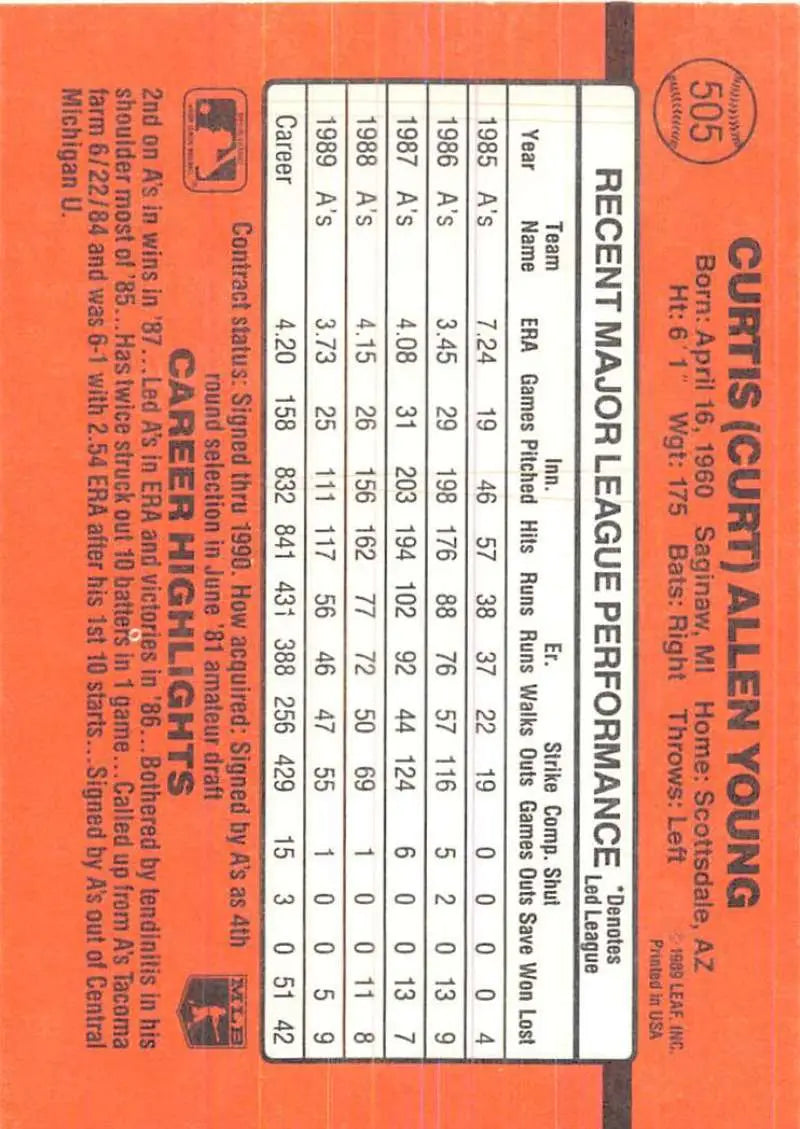 505
CURTIS (CURT) ALLEN YOUNG
Born: April 16, 1960 Saginaw, MI Home: Scottsdale, AZ
Ht: 6' 1" Wgt: 175 Bats: Right Throws: Left
© 1989 LEAF, INC.
Printed in USA
RECENT MAJOR LEAGUE PERFORMANCE
*Denotes
Led League
Team Inn. Er. Strike Comp. Shut
Year Name ERA Games Pitched Hits Runs Runs Walks Outs Games Outs Save Won Lost
1985 A's 7.24 19 46 57 38 37 22 19 0 0 0 0 4
1986 A's 3.45 29 198 176 88 76 57 116 5 2 0 13 9
1987 A's 4.08 31 203 194 102 92 44 124 6 0 0 13 7
1988 A's 4.15 26 156 162 77 72 50 69 1 0 0 11 8
1989 A's 3.73 25 111 117 56 46 47 55 1 0 0 5 9
Career 4.20 158 832 841 431 388 256 429 15 3 0 51 42
Contract status: Signed thru 1990. How acquired: Signed by A's as 4th
round selection in June '81 amateur draft
MLB
CAREER HIGHLIGHTS
2nd on A's in wins in '87...Led A's in ERA and victories in '86...Bothered by tendinitis in his
shoulder most of '85...Has twice struck out 10 batters in 1 game...Called up from A's Tacoma
farm 6/22/84 and was 6-1 with 2.54 ERA after his 1st 10 starts...Signed by A's out of Central
Michigan U.